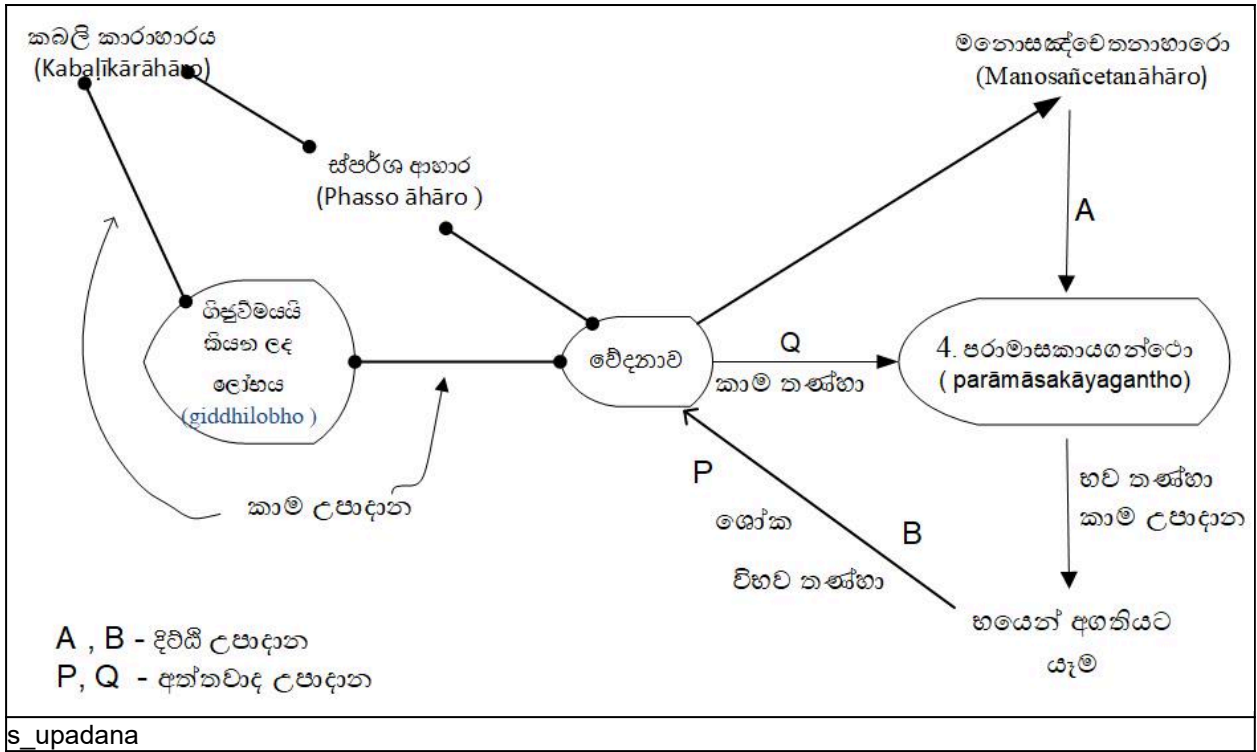 කබලි කාරාහාරය
(Kabaḷīkārāhāro)
මනොසඤ්චෙතනාහාරො
(Manosañcetanāhāro)
ස්පර්ශ ආහාර
(Phasso āhāro )
A
ගිජුව්මයයි
කියන ලද
ලෝභය
(giddhilobho )
වේදනාව
Q
කාම තණ්හා
4. පරාමාසකායගන්ථො
( parāmāsakāyagantho)
P
B
කාම උපාදාන
ශෝක
විභව තණ්හා
භව තණ්හා
කාම උපාදාන
භයෙන් අගතියට
යෑම
A , B - දිට්ඨි උපාදාන
P, Q - අත්තවාද උපාදාන
s_upadana